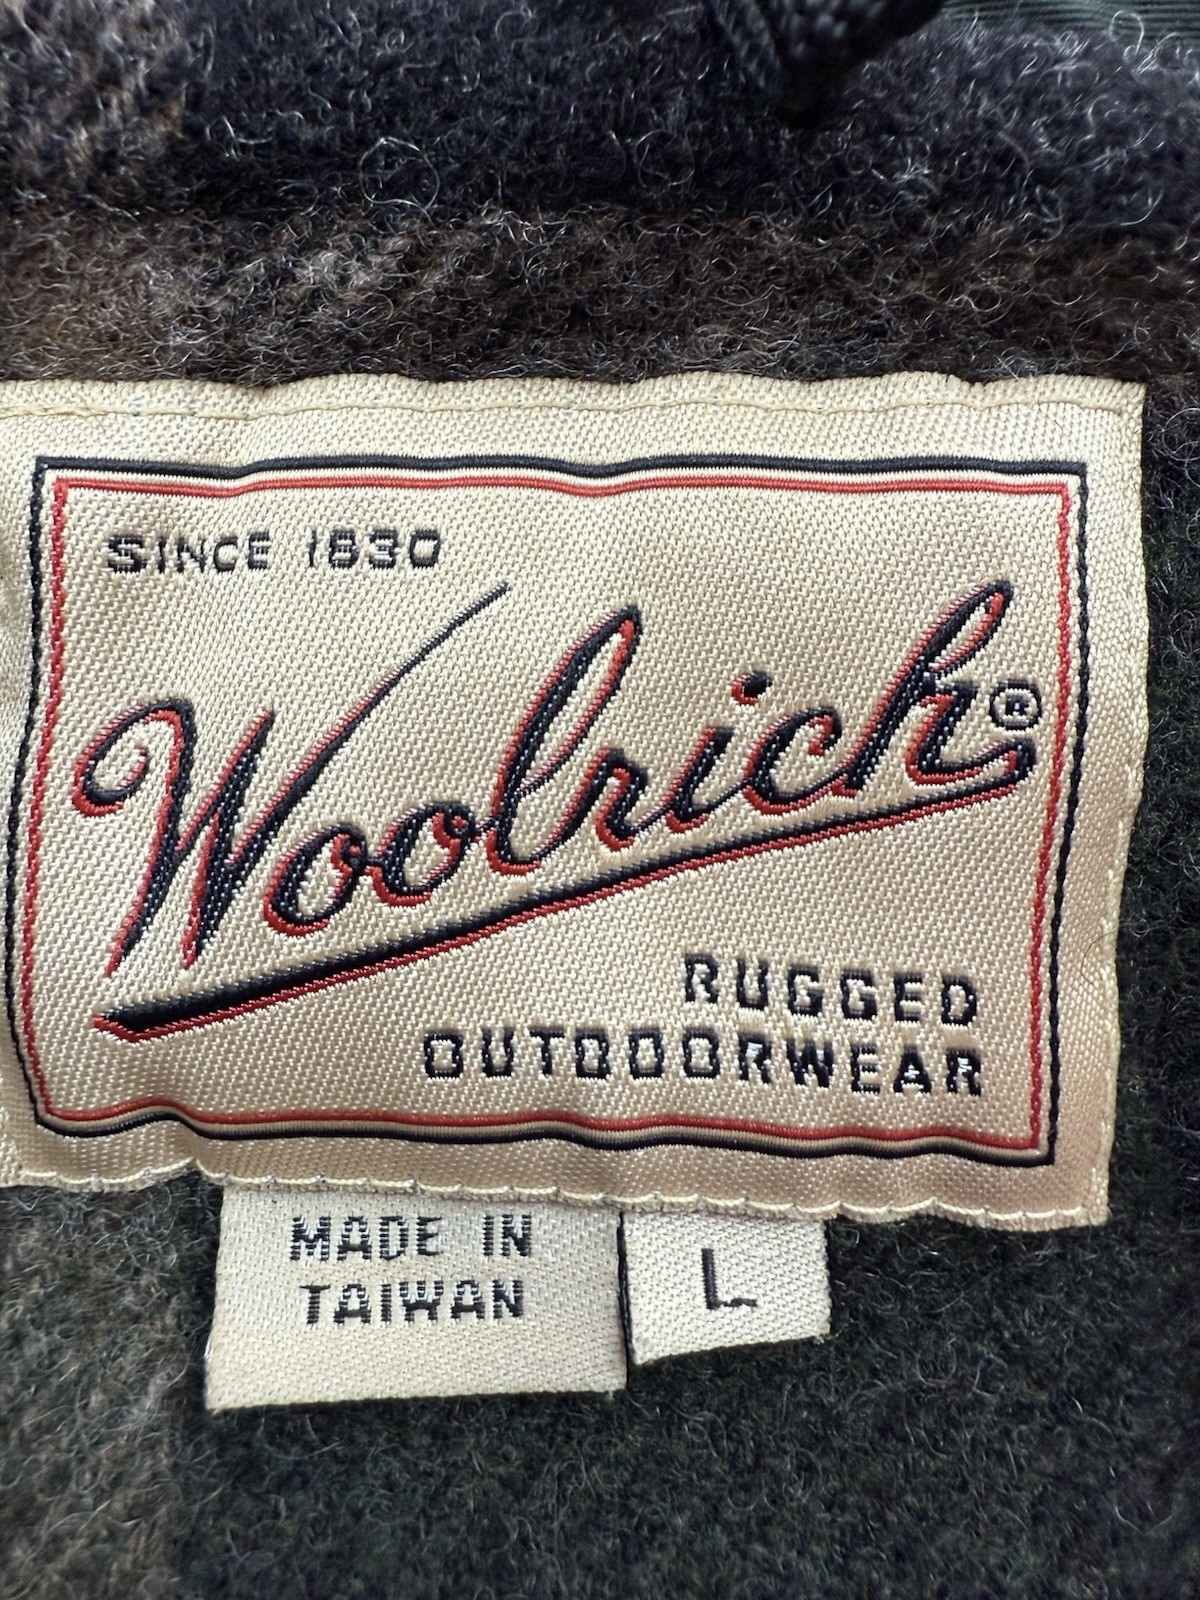 SINCE 1830
Woolrich®
RUGGED
OUTDOORWEAR
MADE IN
TAIWAN
L